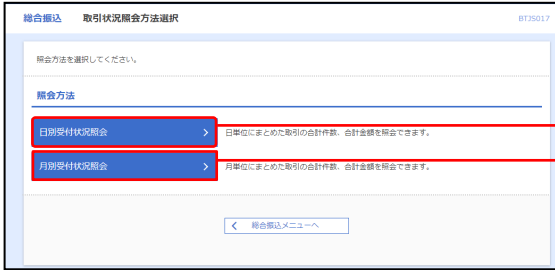 総合振込 取引状況照会方法選択 BTJS017
照会方法を選択してください。
照会方法
日別受付状況照会 日単位にまとめた取引の合計件数、合計金額を照会できます。
月別受付状況照会 月単位にまとめた取引の合計件数、合計金額を照会できます。
総合振込メニューへ